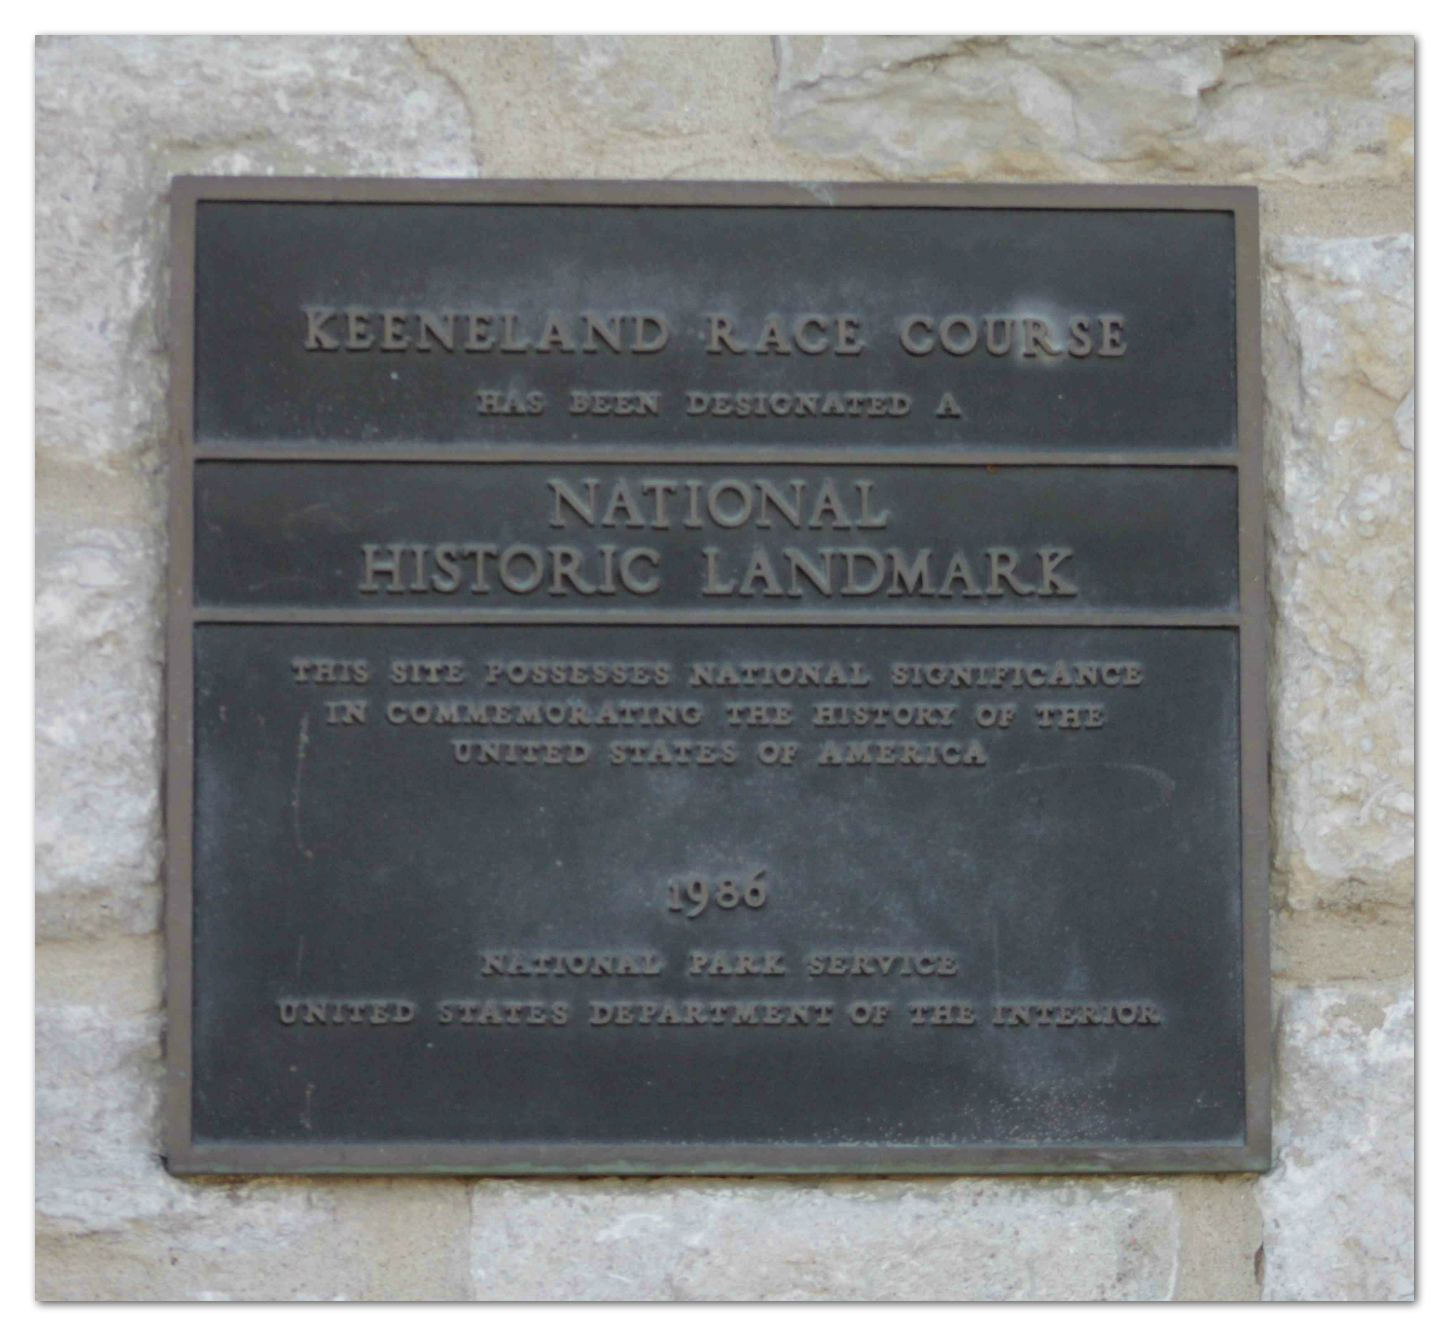 KEENELAND RACE COURSE
HAS BEEN DESIGNATED A
NATIONAL
HISTORIC LANDMARK
THIS SITE POSSESSES NATIONAL SIGNIFICANCE
IN COMMEMORATING THE HISTORY OF THE
UNITED STATES OF AMERICA
1986
NATIONAL PARK SERVICE
UNITED STATES DEPARTMENT OF THE INTERIOR